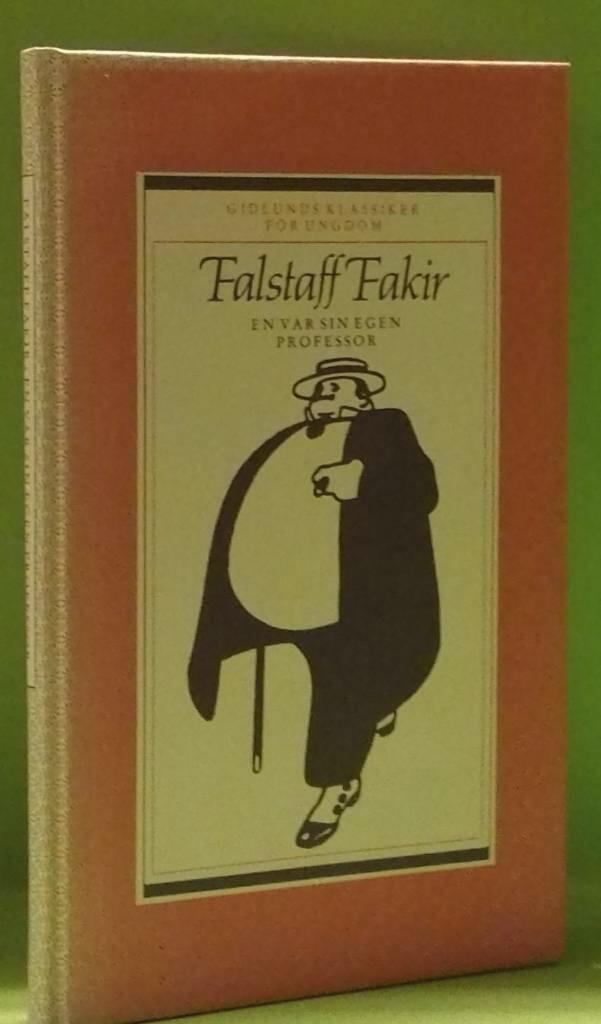 GIDLUNDS KLASSIKER
FÖR UNGDOM
Falstaff Fakir
EN VAR SIN EGEN
PROFESSOR